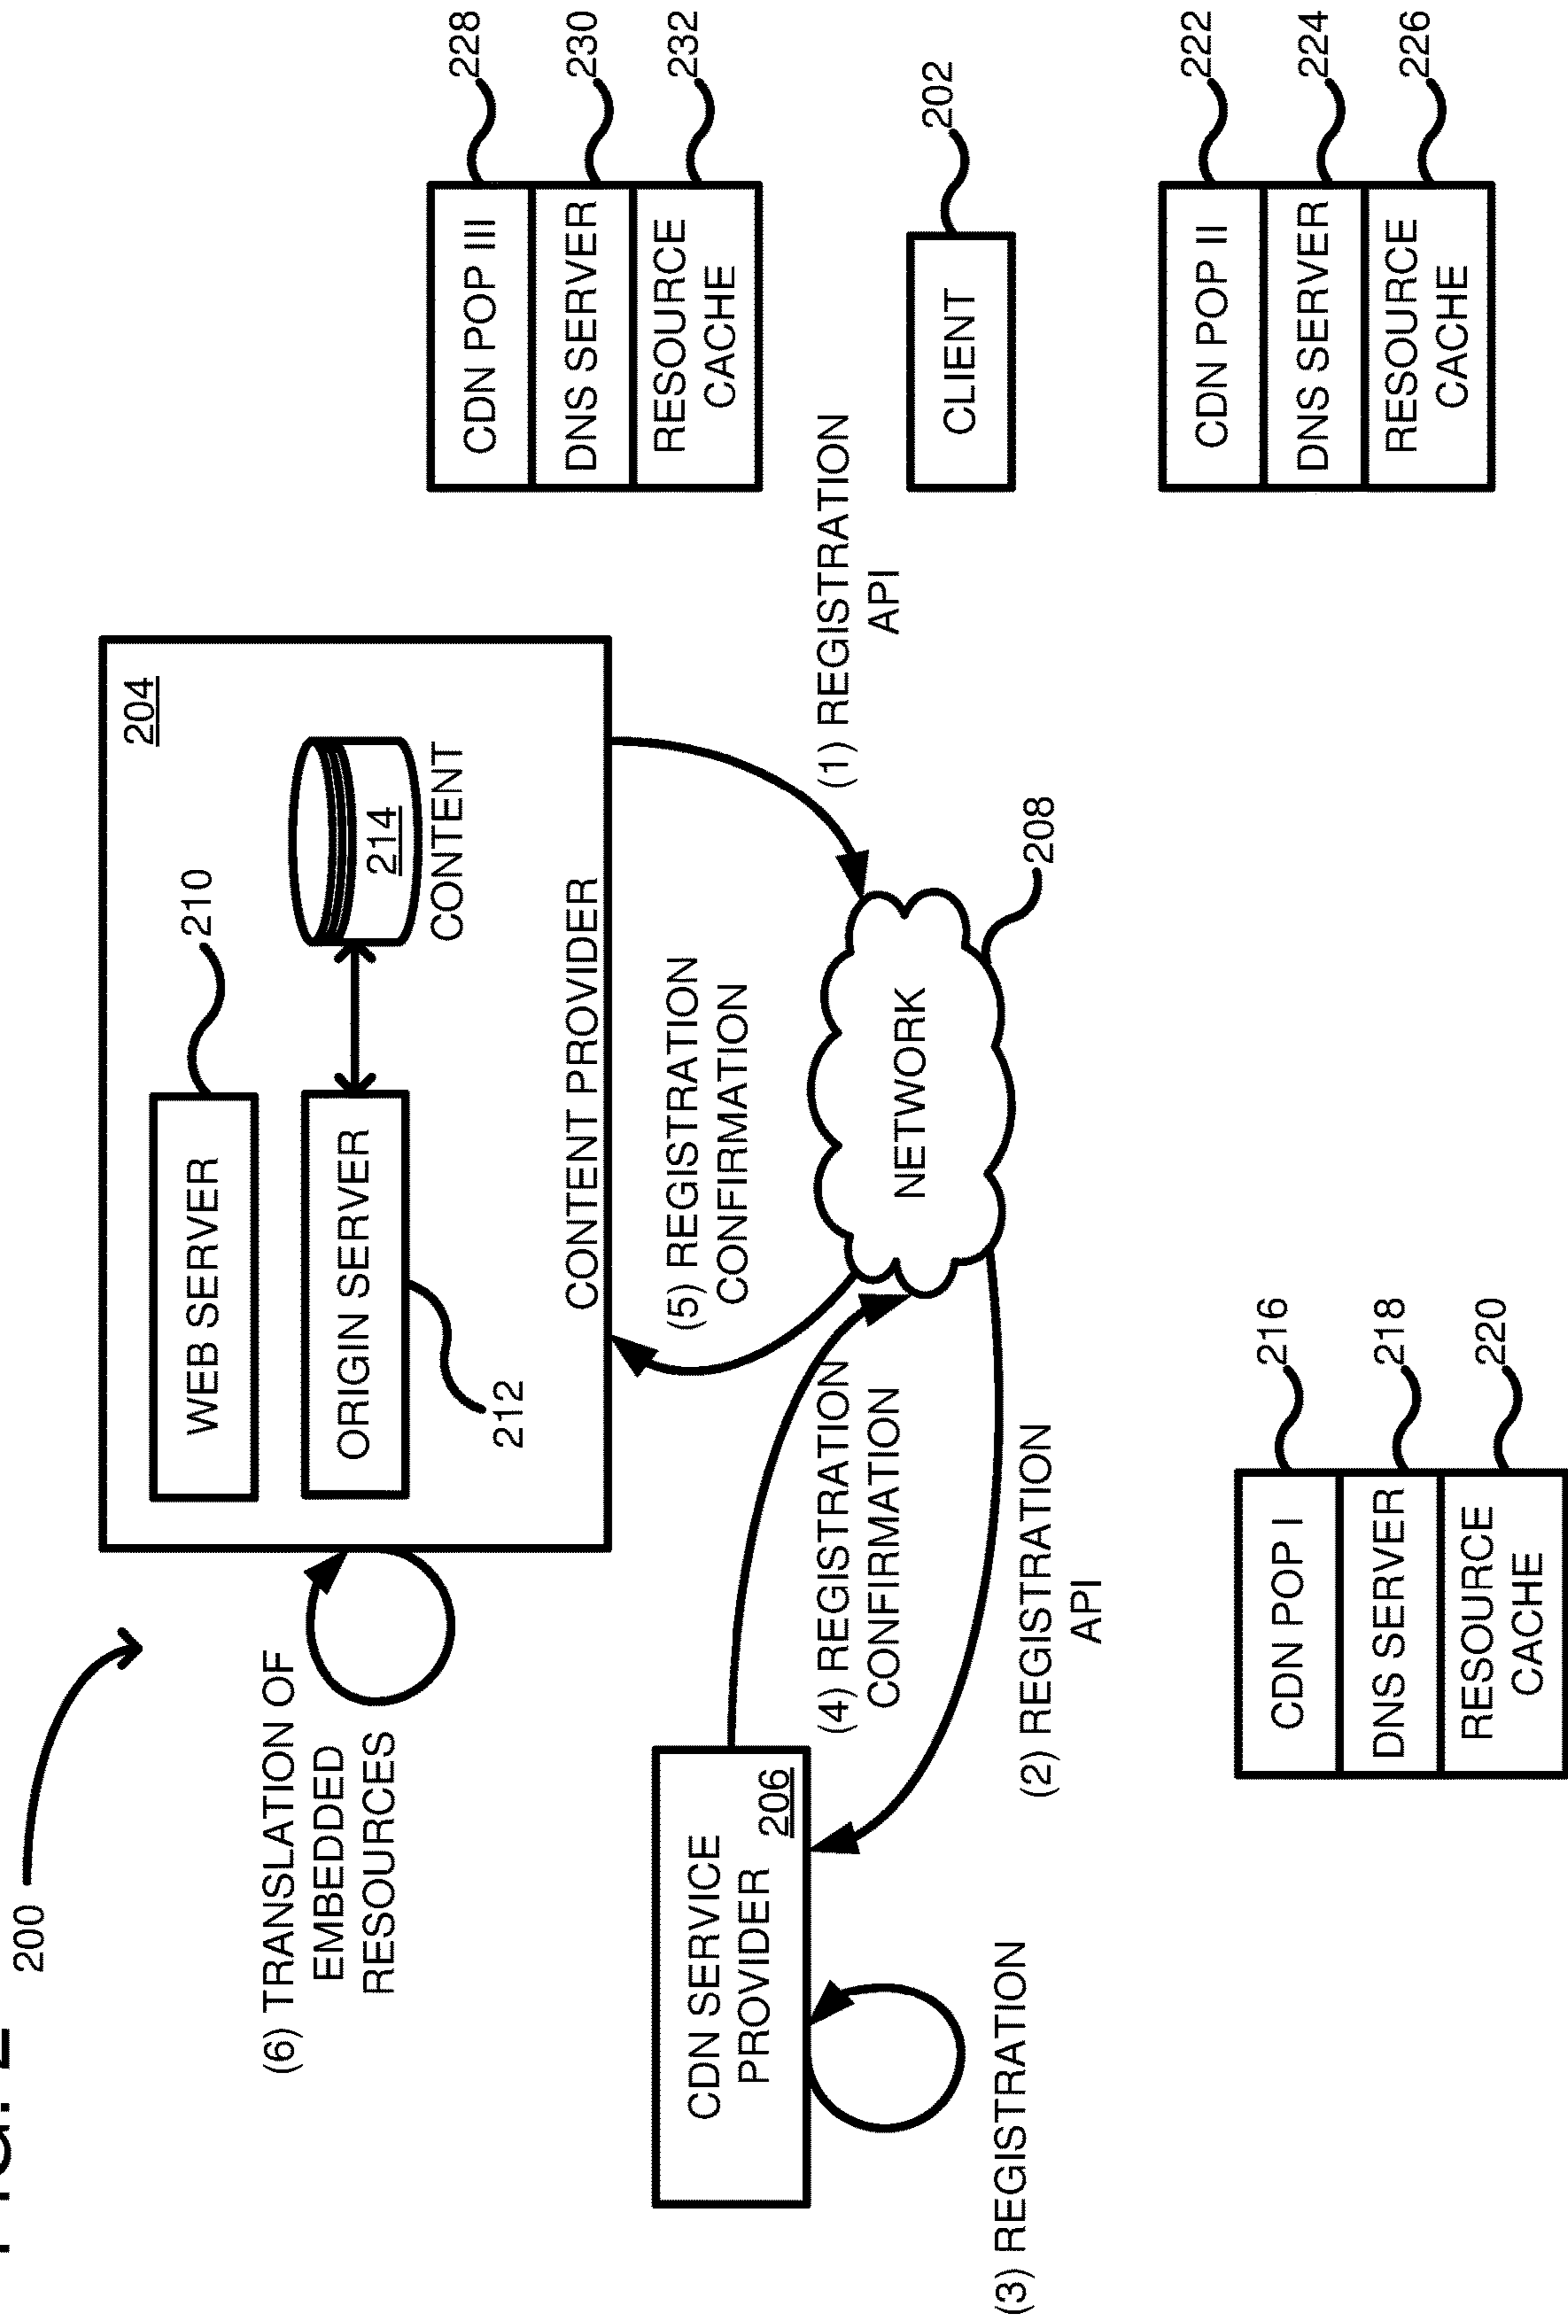 200
(6) TRANSLATION OF
EMBEDDED
RESOURCES
204
WEB SERVER
210
ORIGIN SERVER
212
214
CONTENT
CONTENT PROVIDER
CDN POP III
228
DNS SERVER
230
RESOURCE
CACHE
232
(5) REGISTRATION
CONFIRMATION
(1) REGISTRATION
API
CDN SERVICE
PROVIDER
206
(4) REGISTRATION
CONFIRMATION
NETWORK
208
CLIENT
202
(3) REGISTRATION
(2) REGISTRATION
API
CDN POP I
216
DNS SERVER
218
RESOURCE
CACHE
220
CDN POP II
222
DNS SERVER
224
RESOURCE
CACHE
226